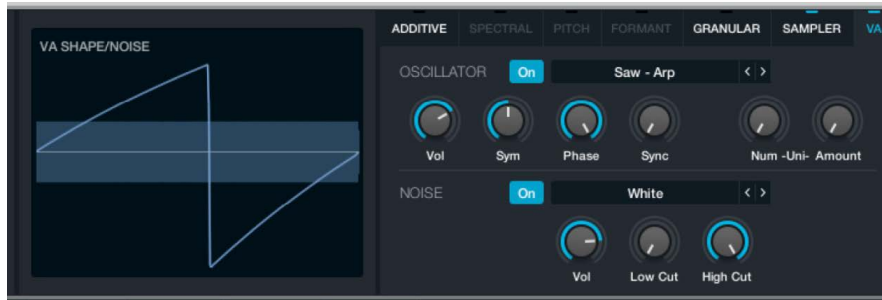 VA SHAPE/NOISE
ADDITIVE SPECTRAL PITCH FORMANT GRANULAR SAMPLER VA
OSCILLATOR On Saw - Arp < >
Vol Sym Phase Sync Num -Uni- Amount
NOISE On White < >
Vol Low Cut High Cut